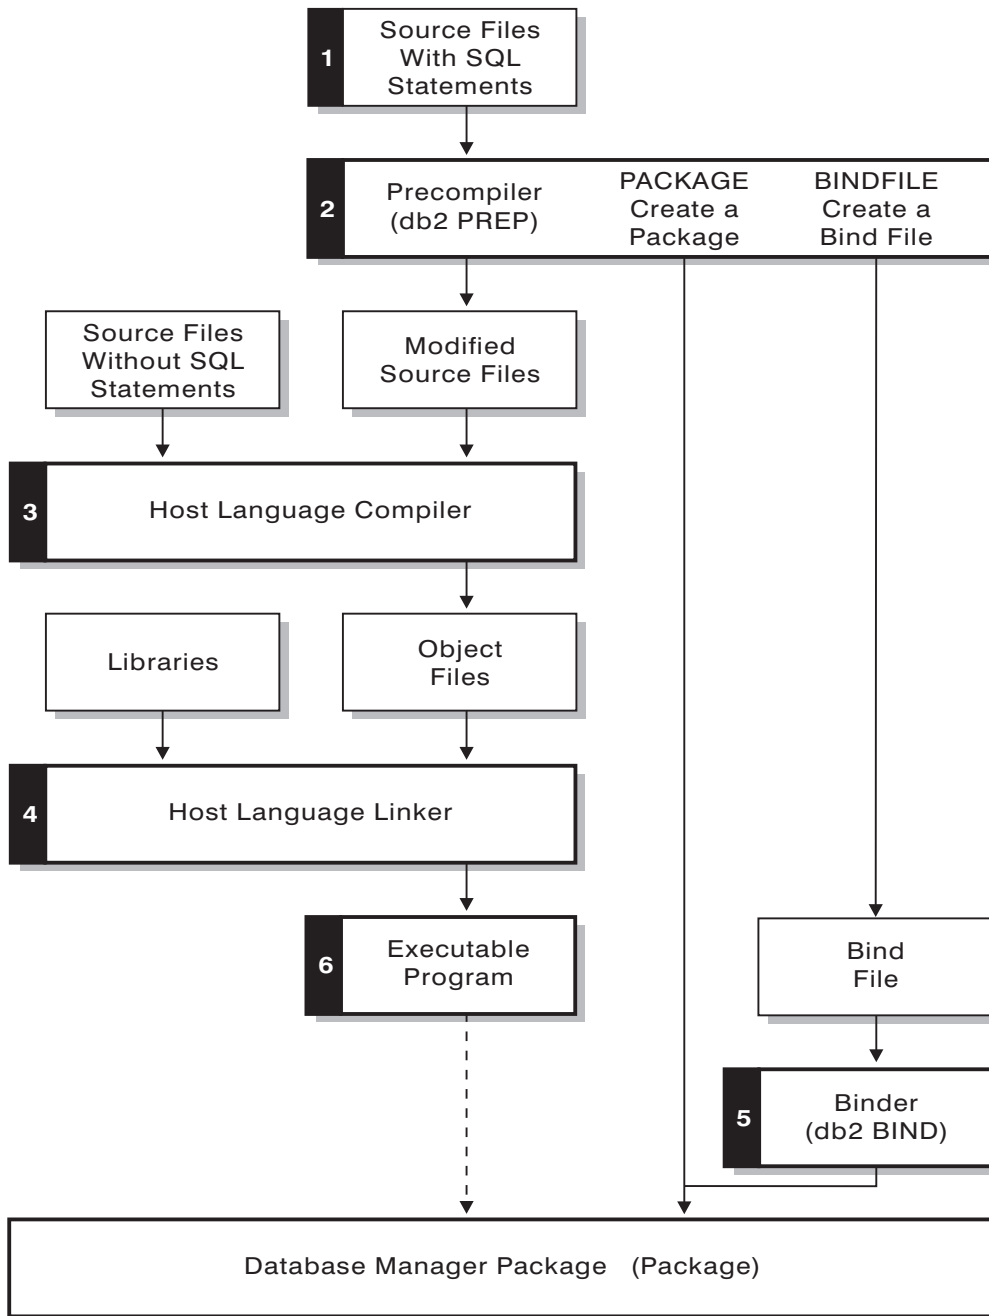 1
Source Files
With SQL
Statements
2
Precompiler
(db2 PREP)
PACKAGE
Create a
Package
BINDFILE
Create a
Bind File
Source Files
Without SQL
Statements
Modified
Source Files
3
Host Language Compiler
Libraries
Object
Files
4
Host Language Linker
6
Executable
Program
Bind
File
5
Binder
(db2 BIND)
Database Manager Package (Package)